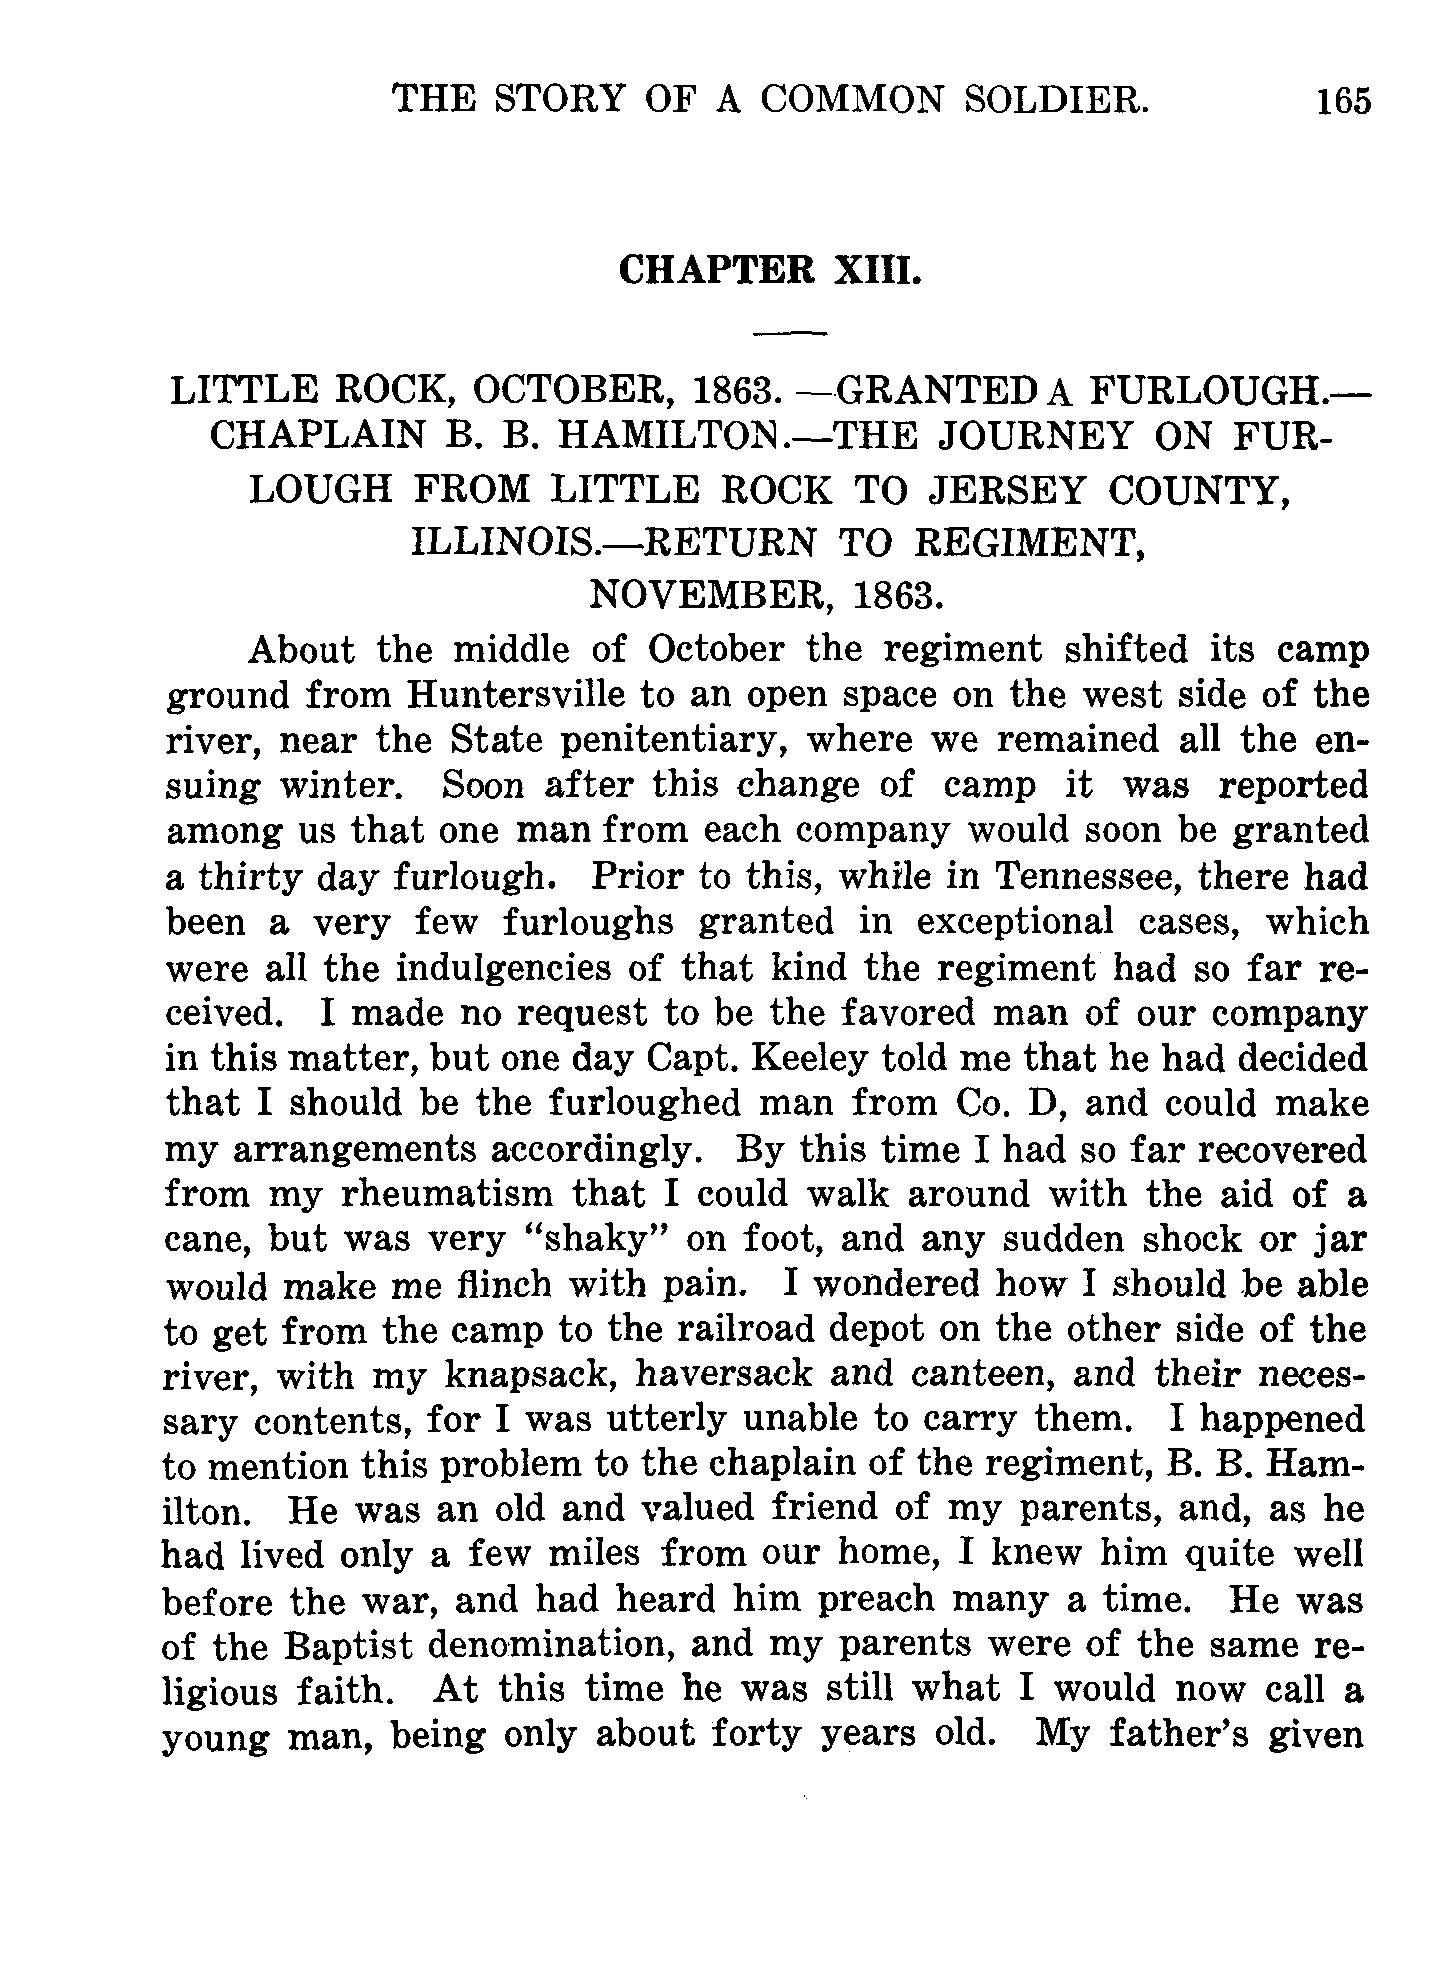 THE STORY OF A COMMON SOLDIER. 165
CHAPTER XIII.
LITTLE ROCK, OCTOBER, 1863. —GRANTED A FURLOUGH.—
CHAPLAIN B. B. HAMILTON.—THE JOURNEY ON FUR-
LOUGH FROM LITTLE ROCK TO JERSEY COUNTY,
ILLINOIS.—RETURN TO REGIMENT,
NOVEMBER, 1863.
About the middle of October the regiment shifted its camp
ground from Huntersville to an open space on the west side of the
river, near the State penitentiary, where we remained all the en-
suing winter. Soon after this change of camp it was reported
among us that one man from each company would soon be granted
a thirty day furlough. Prior to this, while in Tennessee, there had
been a very few furloughs granted in exceptional cases, which
were all the indulgencies of that kind the regiment had so far re-
ceived. I made no request to be the favored man of our company
in this matter, but one day Capt. Keeley told me that he had decided
that I should be the furloughed man from Co. D, and could make
my arrangements accordingly. By this time I had so far recovered
from my rheumatism that I could walk around with the aid of a
cane, but was very “shaky” on foot, and any sudden shock or jar
would make me flinch with pain. I wondered how I should be able
to get from the camp to the railroad depot on the other side of the
river, with my knapsack, haversack and canteen, and their neces-
sary contents, for I was utterly unable to carry them. I happened
to mention this problem to the chaplain of the regiment, B. B. Ham-
ilton. He was an old and valued friend of my parents, and, as he
had lived only a few miles from our home, I knew him quite well
before the war, and had heard him preach many a time. He was
of the Baptist denomination, and my parents were of the same re-
ligious faith. At this time he was still what I would now call a
young man, being only about forty years old. My father’s given